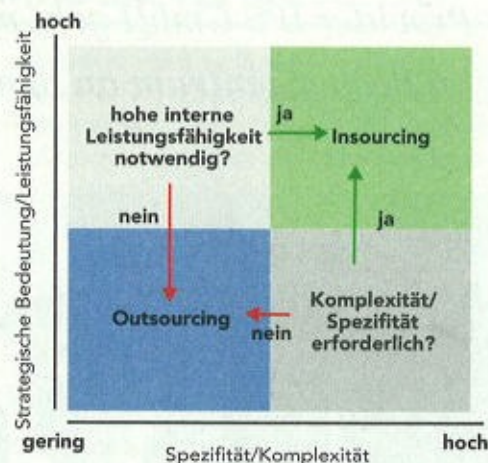 hoch
Strategische Bedeutung/Leistungsfähigkeit
hohe interne
Leistungsfähigkeit
notwendig?
ja
Insourcing
nein
ja
Outsourcing
nein
Komplexität/
Spezifität
erforderlich?
gering
hoch
Spezifität/Komplexität